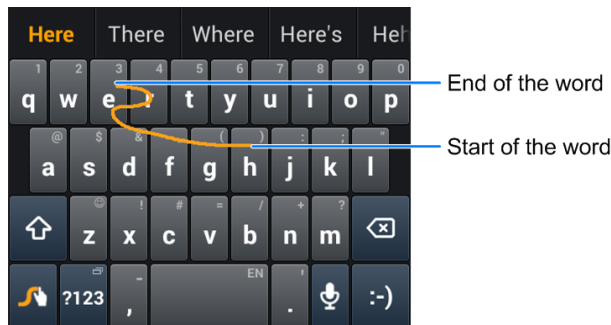 Here There Where Here's Heh
1 2 3 4 5 6 7 8 9 0
q w e r t y u i o p
End of the word
@ $ & ( ) : ; "
a s d f g h j k l
Start of the word
! # = / + ?
z x c v b n m
EN
?123 , _ . ' :-)